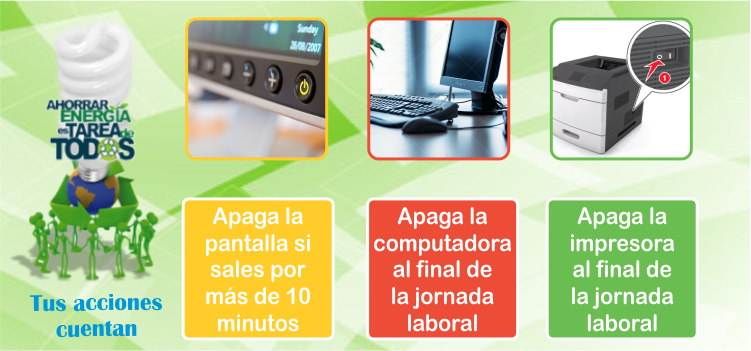 AHORRAR
ENERGÍA
es TAREA de
TODOS
Tus acciones
cuentan
Sunday
26/08/2007
1
Apaga la
pantalla si
sales por
más de 10
minutos
Apaga la
computadora
al final de
la jornada
laboral
Apaga la
impresora
al final de
la jornada
laboral